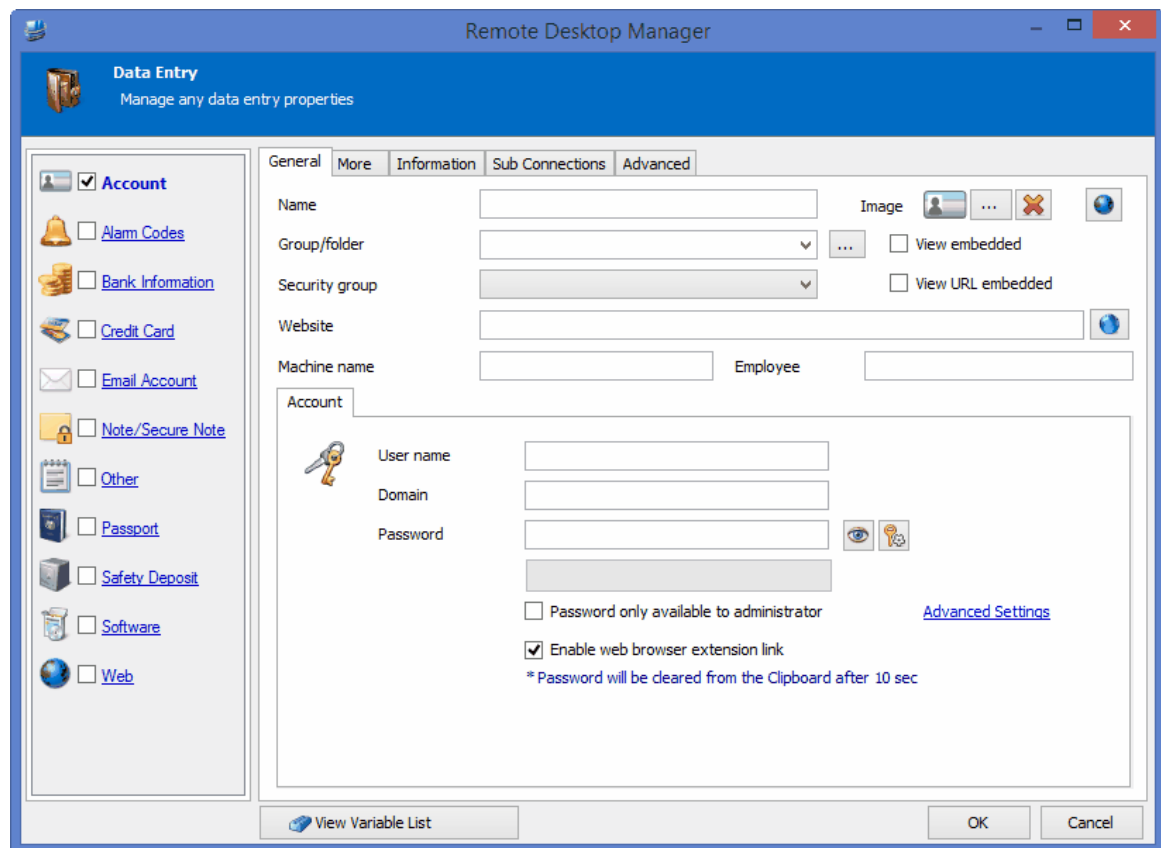 Remote Desktop Manager
Data Entry
Manage any data entry properties
Account
Alarm Codes
Bank Information
Credit Card
Email Account
Note/Secure Note
Other
Passport
Safety Deposit
Software
Web
General More Information Sub Connections Advanced
Name Image ...
Group/folder ... View embedded
Security group View URL embedded
Website
Machine name Employee
Account
User name
Domain
Password
Password only available to administrator Advanced Settings
Enable web browser extension link
* Password will be cleared from the Clipboard after 10 sec
View Variable List OK Cancel